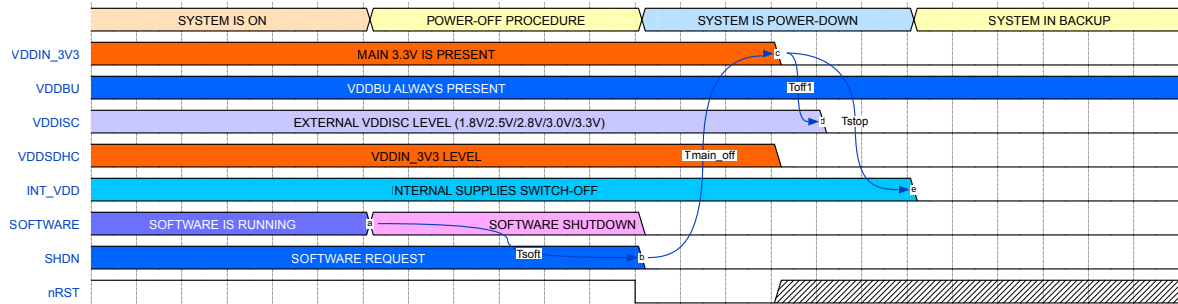 SYSTEM IS ON POWER-OFF PROCEDURE SYSTEM IS POWER-DOWN SYSTEM IN BACKUP
VDDIN_3V3 MAIN 3.3V IS PRESENT c
VDDBU VDDBU ALWAYS PRESENT Toff1
VDDISC EXTERNAL VDDISC LEVEL (1.8V/2.5V/2.8V/3.0V/3.3V) d Tstop
VDDSDHC VDDIN_3V3 LEVEL Tmain_off
INT_VDD INTERNAL SUPPLIES SWITCH-OFF e
SOFTWARE SOFTWARE IS RUNNING a SOFTWARE SHUTDOWN
SHDN SOFTWARE REQUEST Tsoft b
nRST